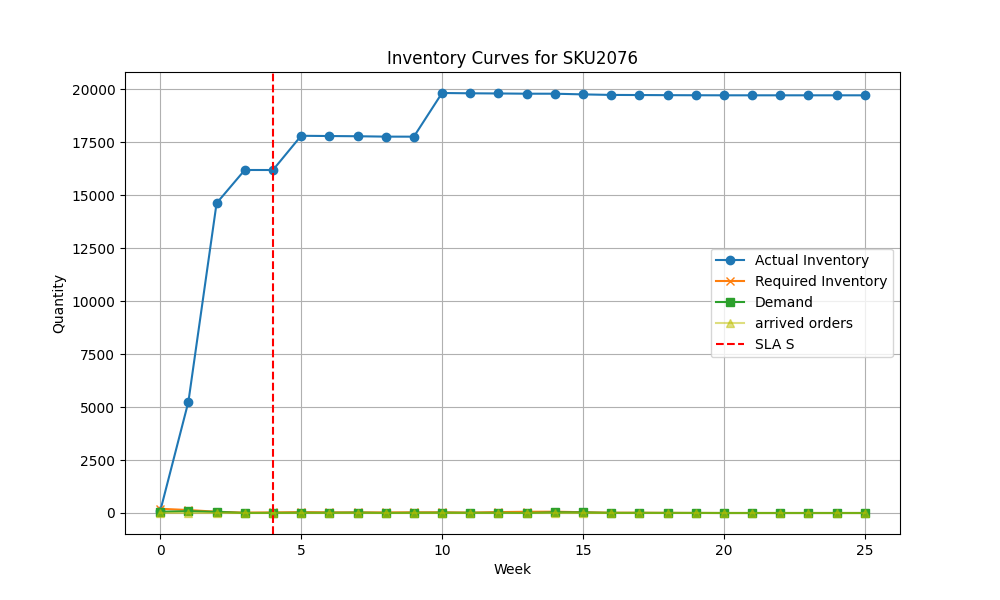 Inventory Curves for SKU2076
Quantity
20000
17500
15000
12500
10000
7500
5000
2500
0
Actual Inventory
Required Inventory
Demand
arrived orders
SLA S
0 5 10 15 20 25
Week